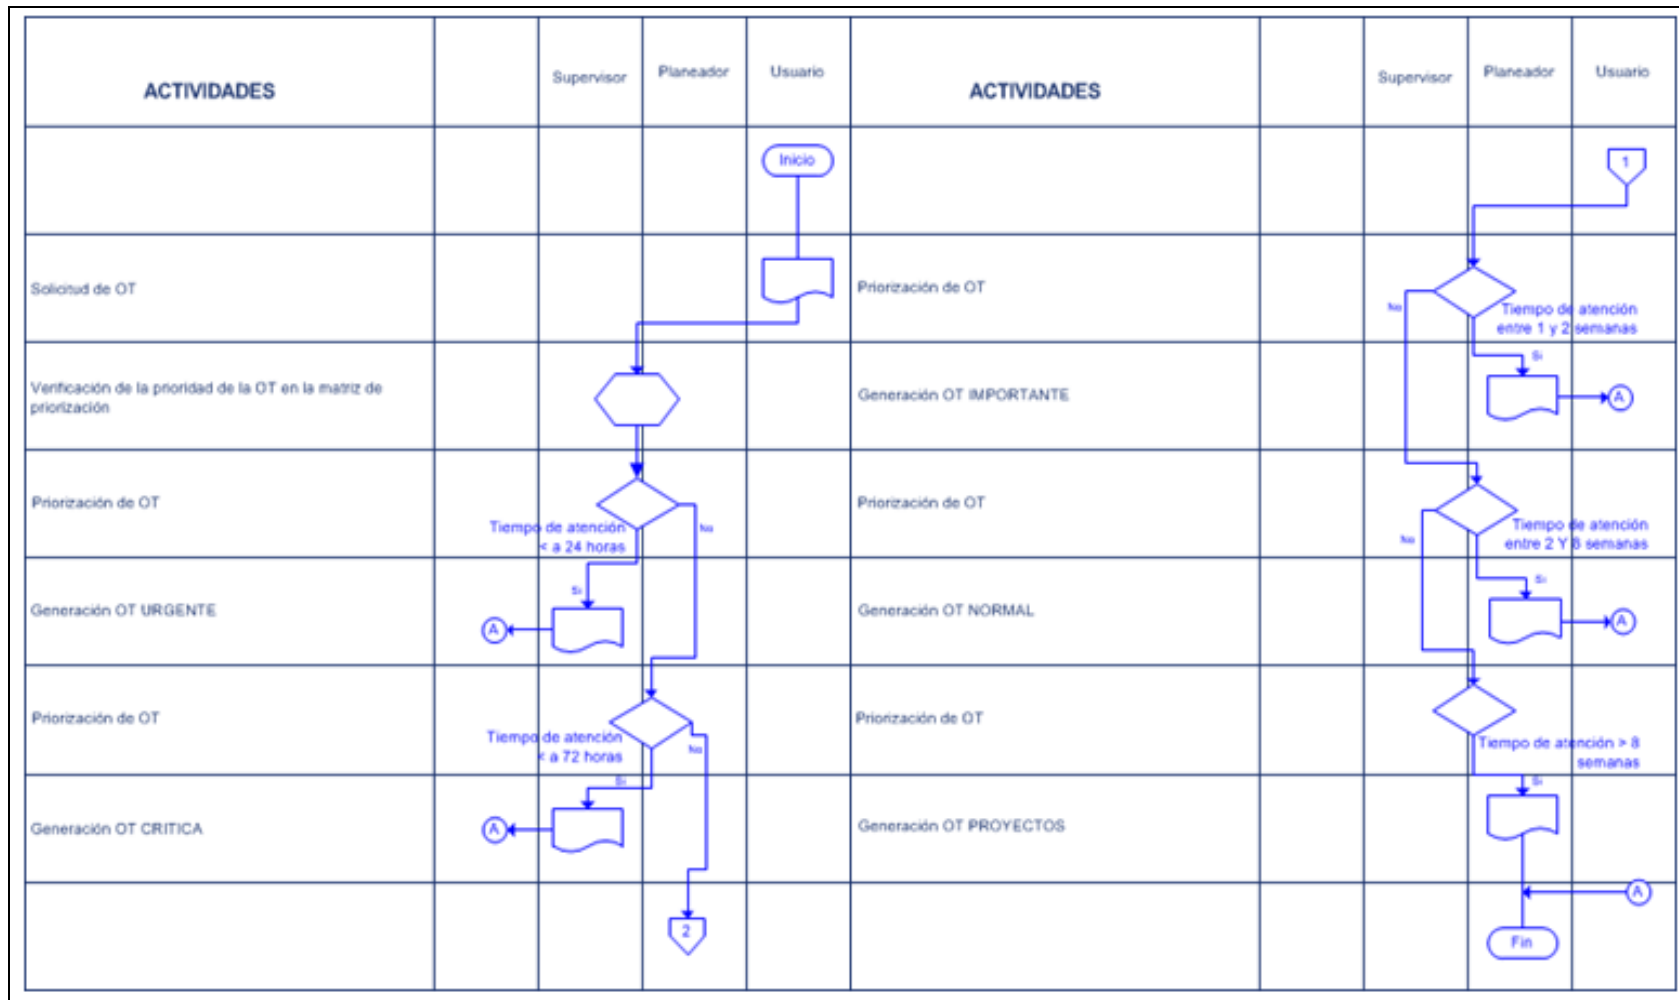 ACTIVIDADES
Supervisor
Planeador
Usuario
Inicio
Solicitud de OT
Verificación de la prioridad de la OT en la matriz de
priorización
Priorización de OT
Tiempo de atención
< a 24 horas
No
Si
Generación OT URGENTE
A
Priorización de OT
Tiempo de atención
< a 72 horas
No
Si
Generación OT CRITICA
A
2
ACTIVIDADES
Supervisor
Planeador
Usuario
1
Priorización de OT
No
Tiempo de atención
entre 1 y 2 semanas
Si
Generación OT IMPORTANTE
A
Priorización de OT
No
Tiempo de atención
entre 2 Y 8 semanas
Si
Generación OT NORMAL
A
Priorización de OT
Tiempo de atención > 8
semanas
Si
Generación OT PROYECTOS
A
Fin